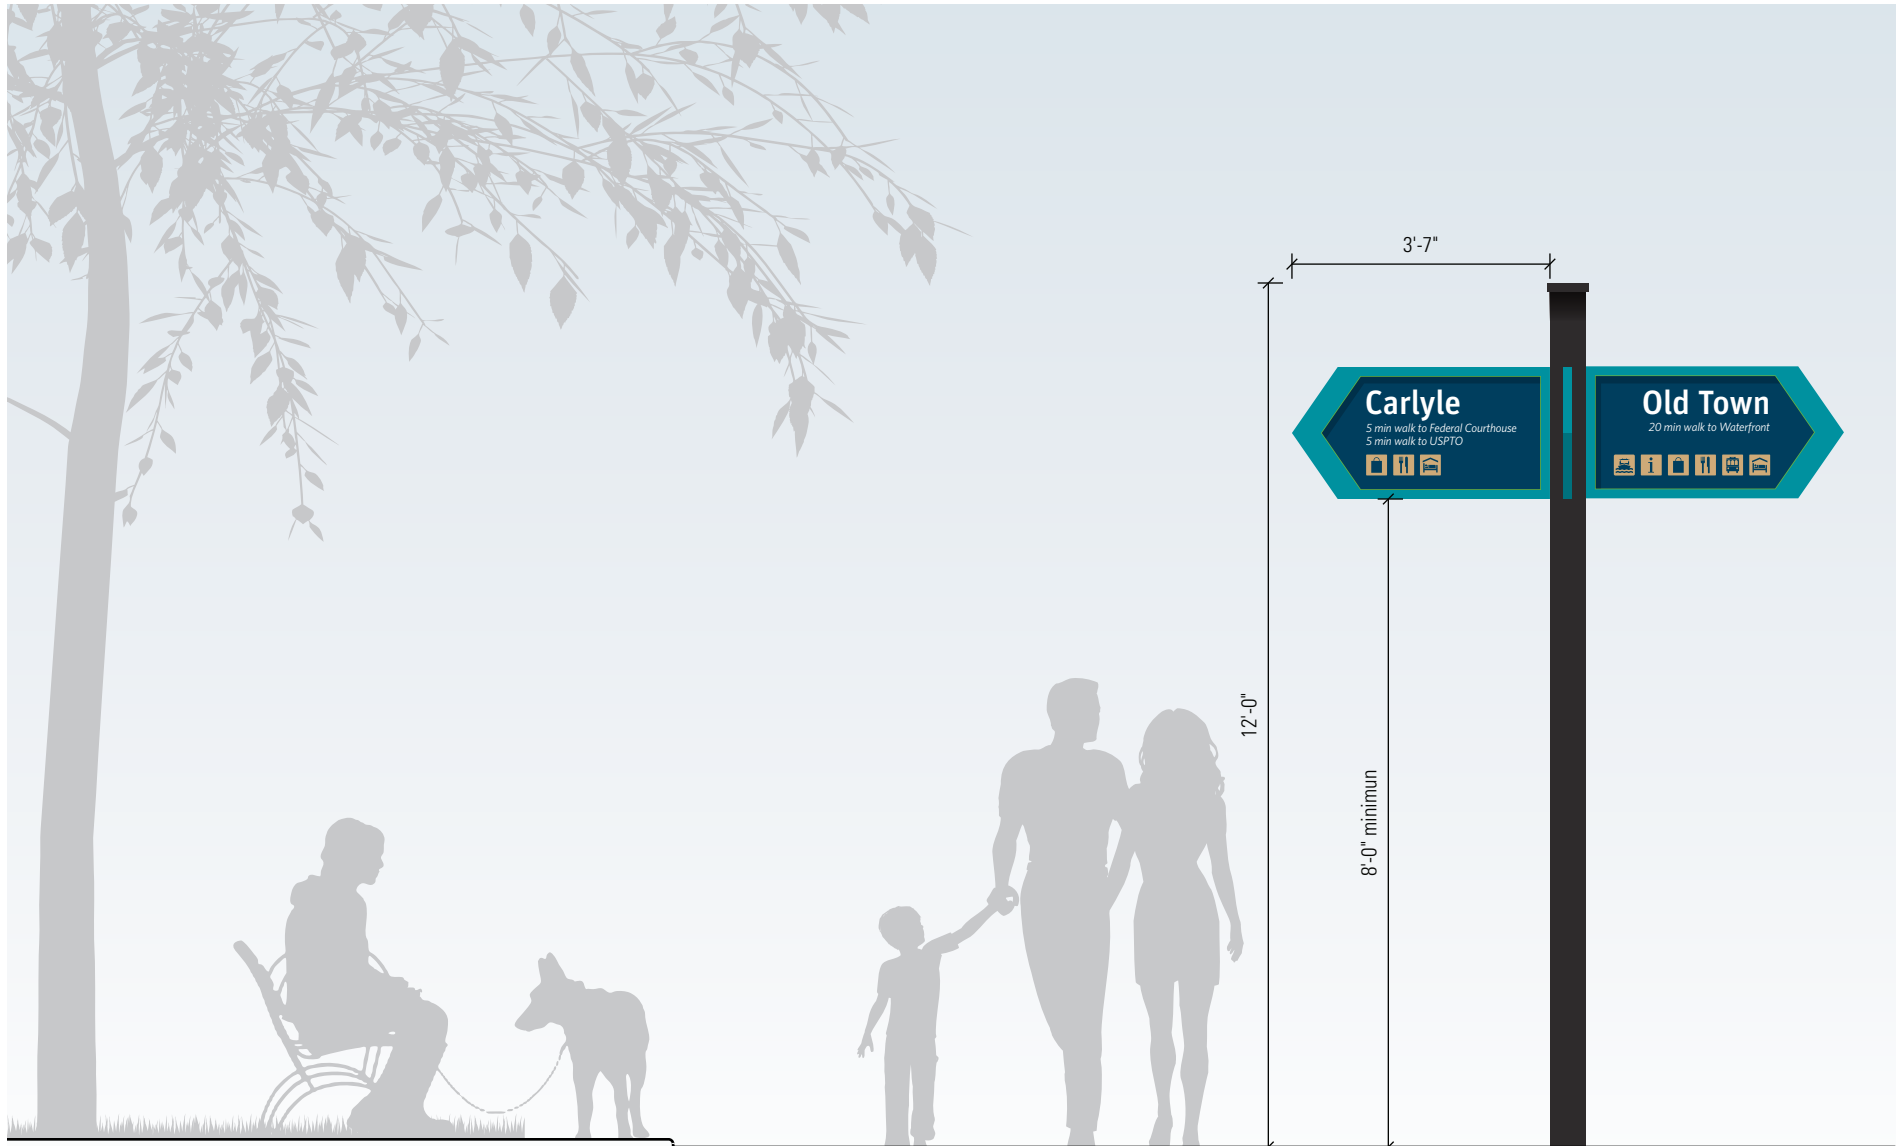 3'-7"
12'-0"
8'-0" minimun
Carlyle
5 min walk to Federal Courthouse
5 min walk to USPTO
Old Town
20 min walk to Waterfront
i